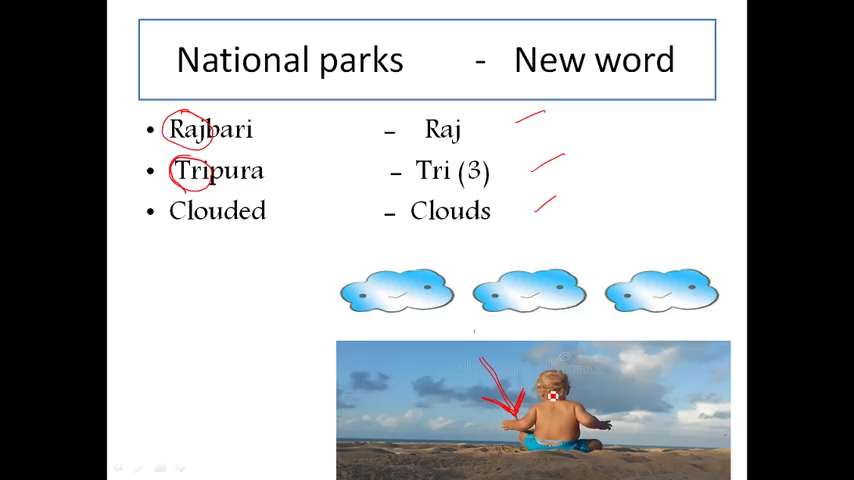 National parks - New word
• Rajbari – Raj
• Tripura – Tri (3)
• Clouded – Clouds